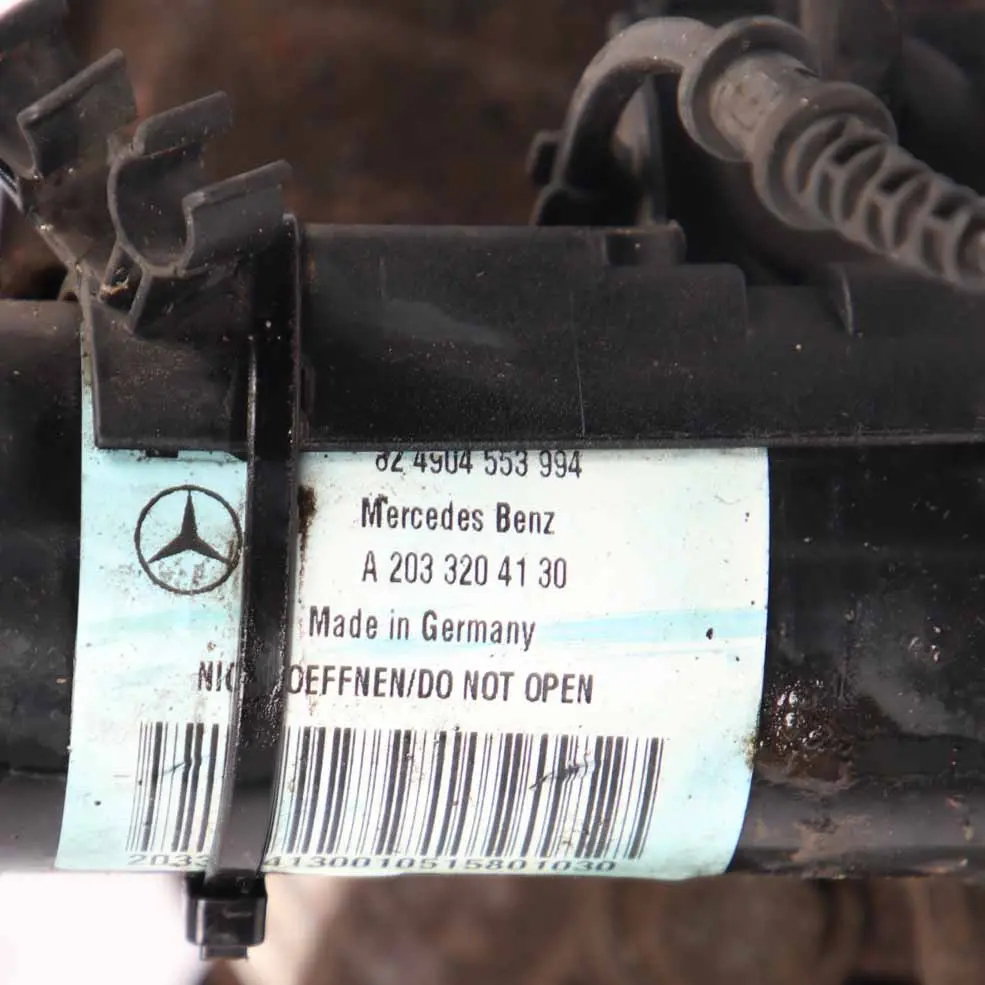 82 4904 553 994
Mercedes Benz
A 203 320 41 30
Made in Germany
OEFFNEN/DO NOT OPEN